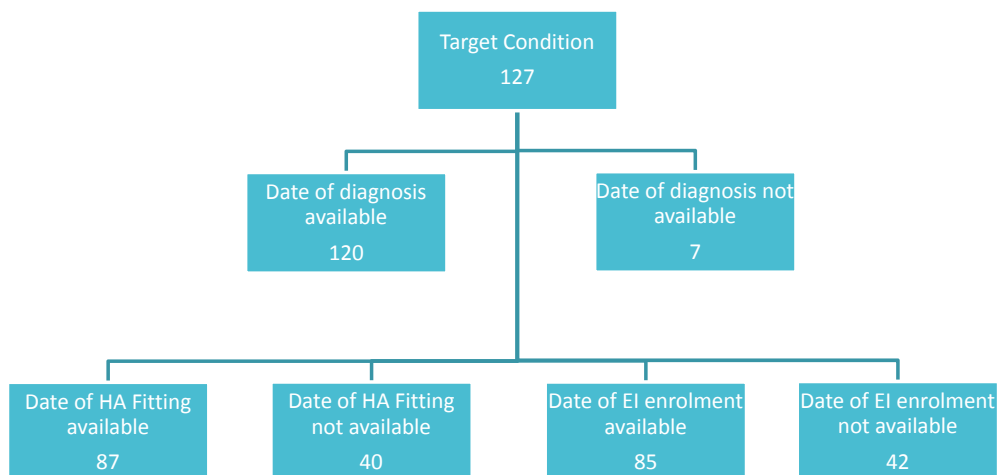 Target Condition
127
Date of diagnosis
available
120
Date of diagnosis not
available
7
Date of HA Fitting
available
87
Date of HA Fitting
not available
40
Date of EI enrolment
available
85
Date of EI enrolment
not available
42